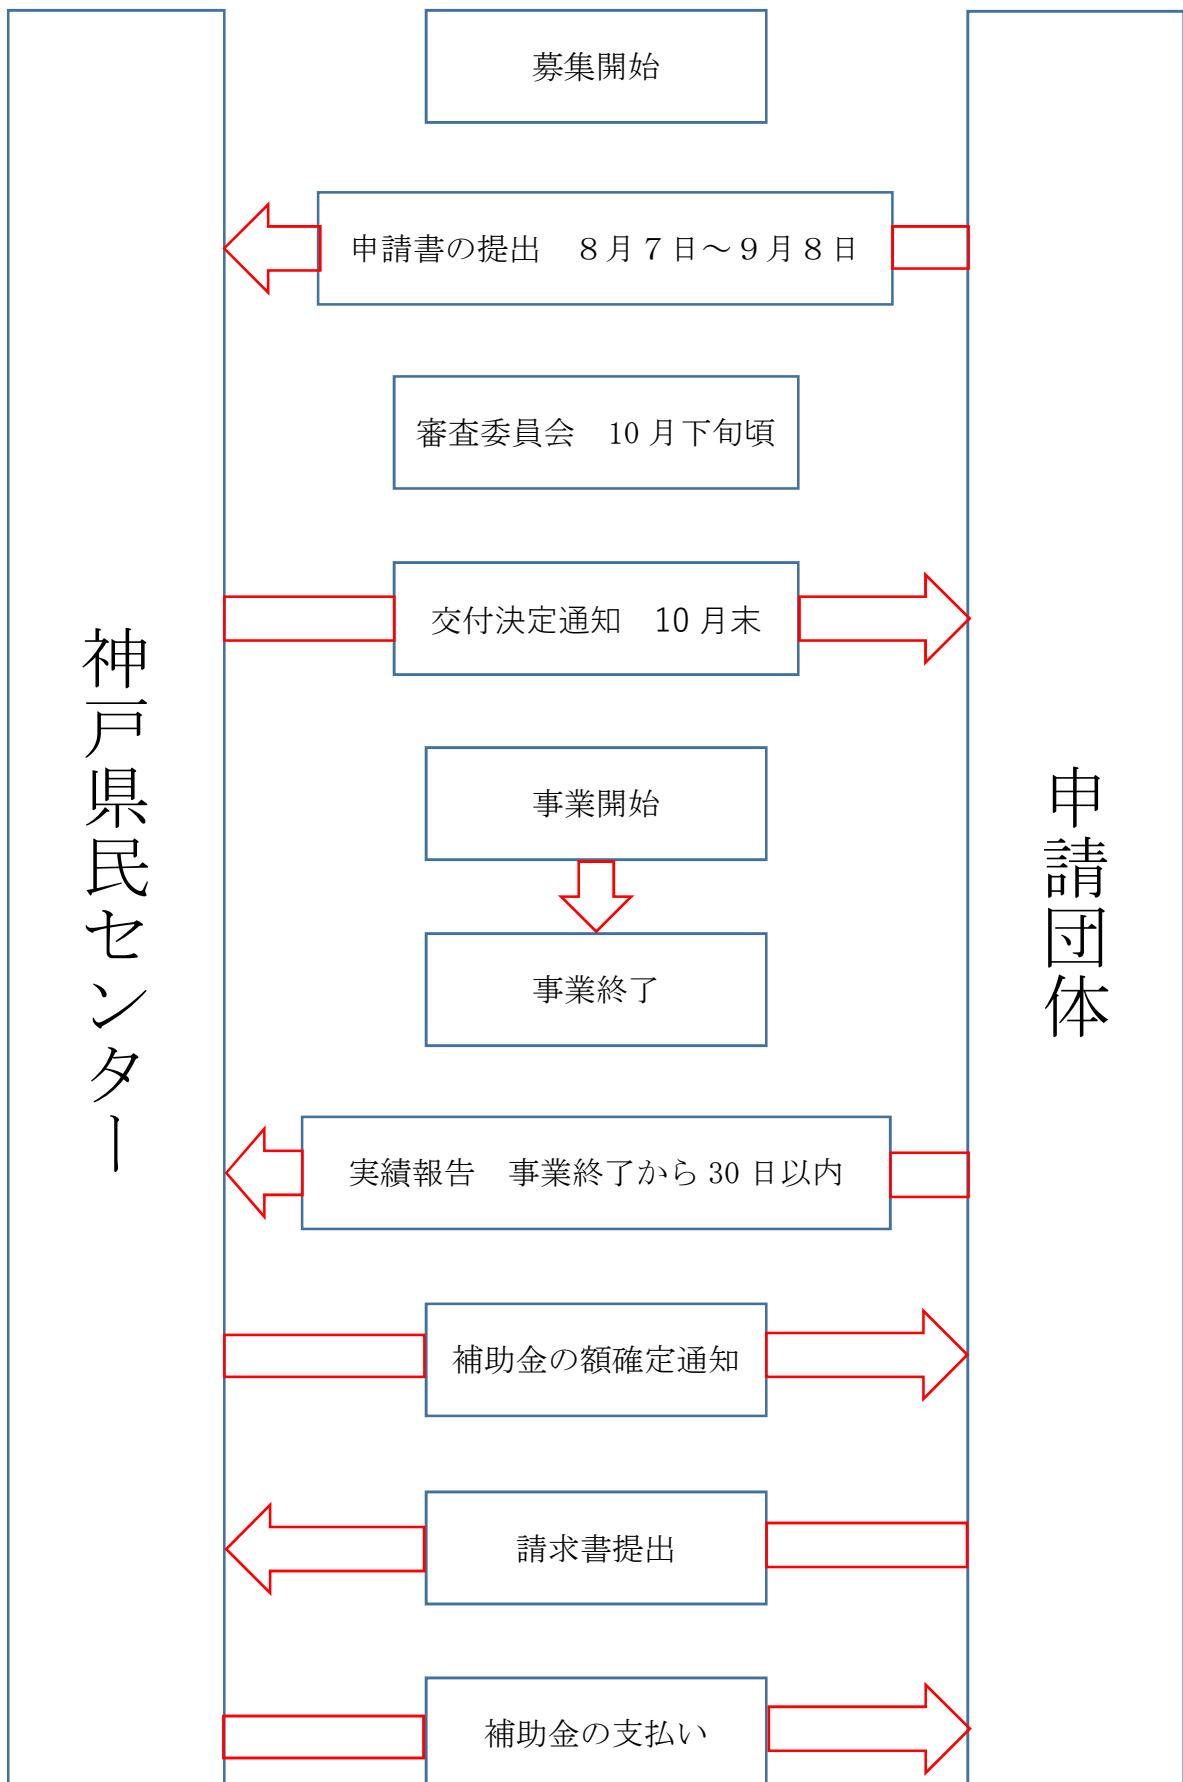 募集開始
申請書の提出　８月７日～９月８日
審査委員会　10 月下旬頃
交付決定通知　10 月末
神戸県民センター
事業開始
申請団体
事業終了
実績報告　事業終了から 30 日以内
補助金の額確定通知
請求書提出
補助金の支払い